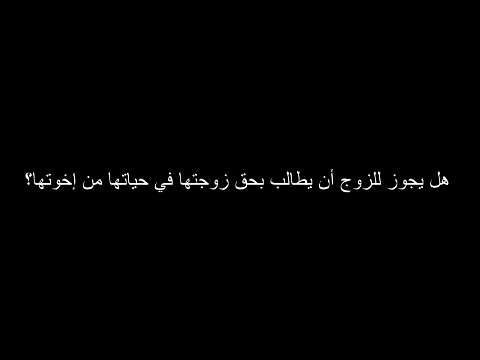 هل يجوز للزوج أن يطالب بحق زوجتها في حياتها من إخوتها؟